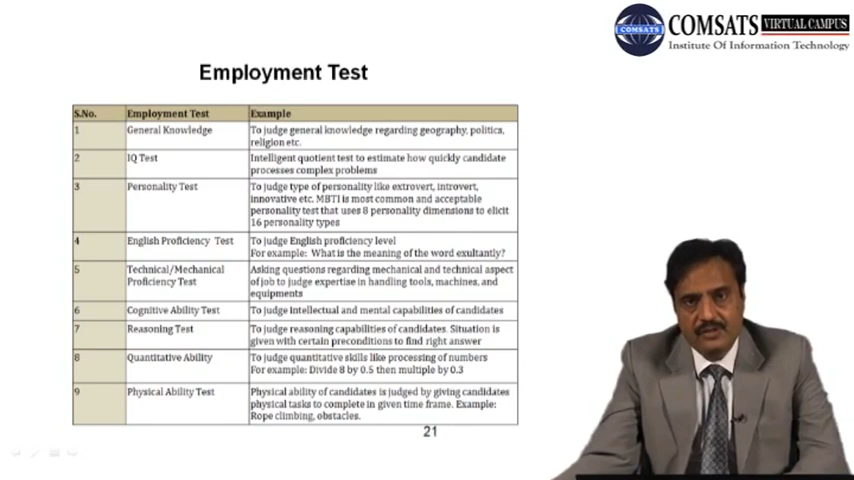 COMSATS
COMSATS VIRTUAL CAMPUS
Institute Of Information Technology
Employment Test
S.No. Employment Test Example
1 General Knowledge To judge general knowledge regarding geography, politics,
religion etc.
2 IQ Test Intelligent quotient test to estimate how quickly candidate
processes complex problems
3 Personality Test To judge type of personality like extrovert, introvert,
innovative etc. MBTI is most common and acceptable
personality test that uses 8 personality dimensions to elicit
16 personality types
4 English Proficiency Test To judge English proficiency level
For example: What is the meaning of the word exultantly?
5 Technical/Mechanical Asking questions regarding mechanical and technical aspect
Proficiency Test of job to judge expertise in handling tools, machines, and
equipments
6 Cognitive Ability Test To judge Intellectual and mental capabilities of candidates
7 Reasoning Test To judge reasoning capabilities of candidates. Situation is
given with certain preconditions to find right answer
8 Quantitative Ability To judge quantitative skills like processing of numbers
For example: Divide 8 by 0.5 then multiple by 0.3
9 Physical Ability Test Physical ability of candidates is judged by giving candidates
physical tasks to complete in given time frame. Example:
Rope climbing, obstacles.
21